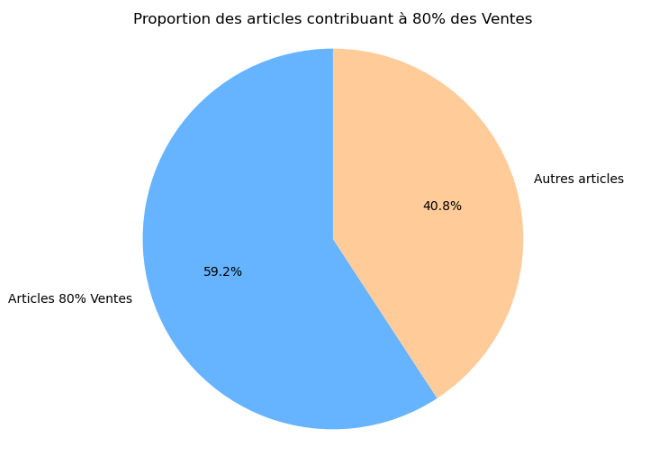 Proportion des articles contribuant à 80% des Ventes
Autres articles
40.8%
59.2%
Articles 80% Ventes